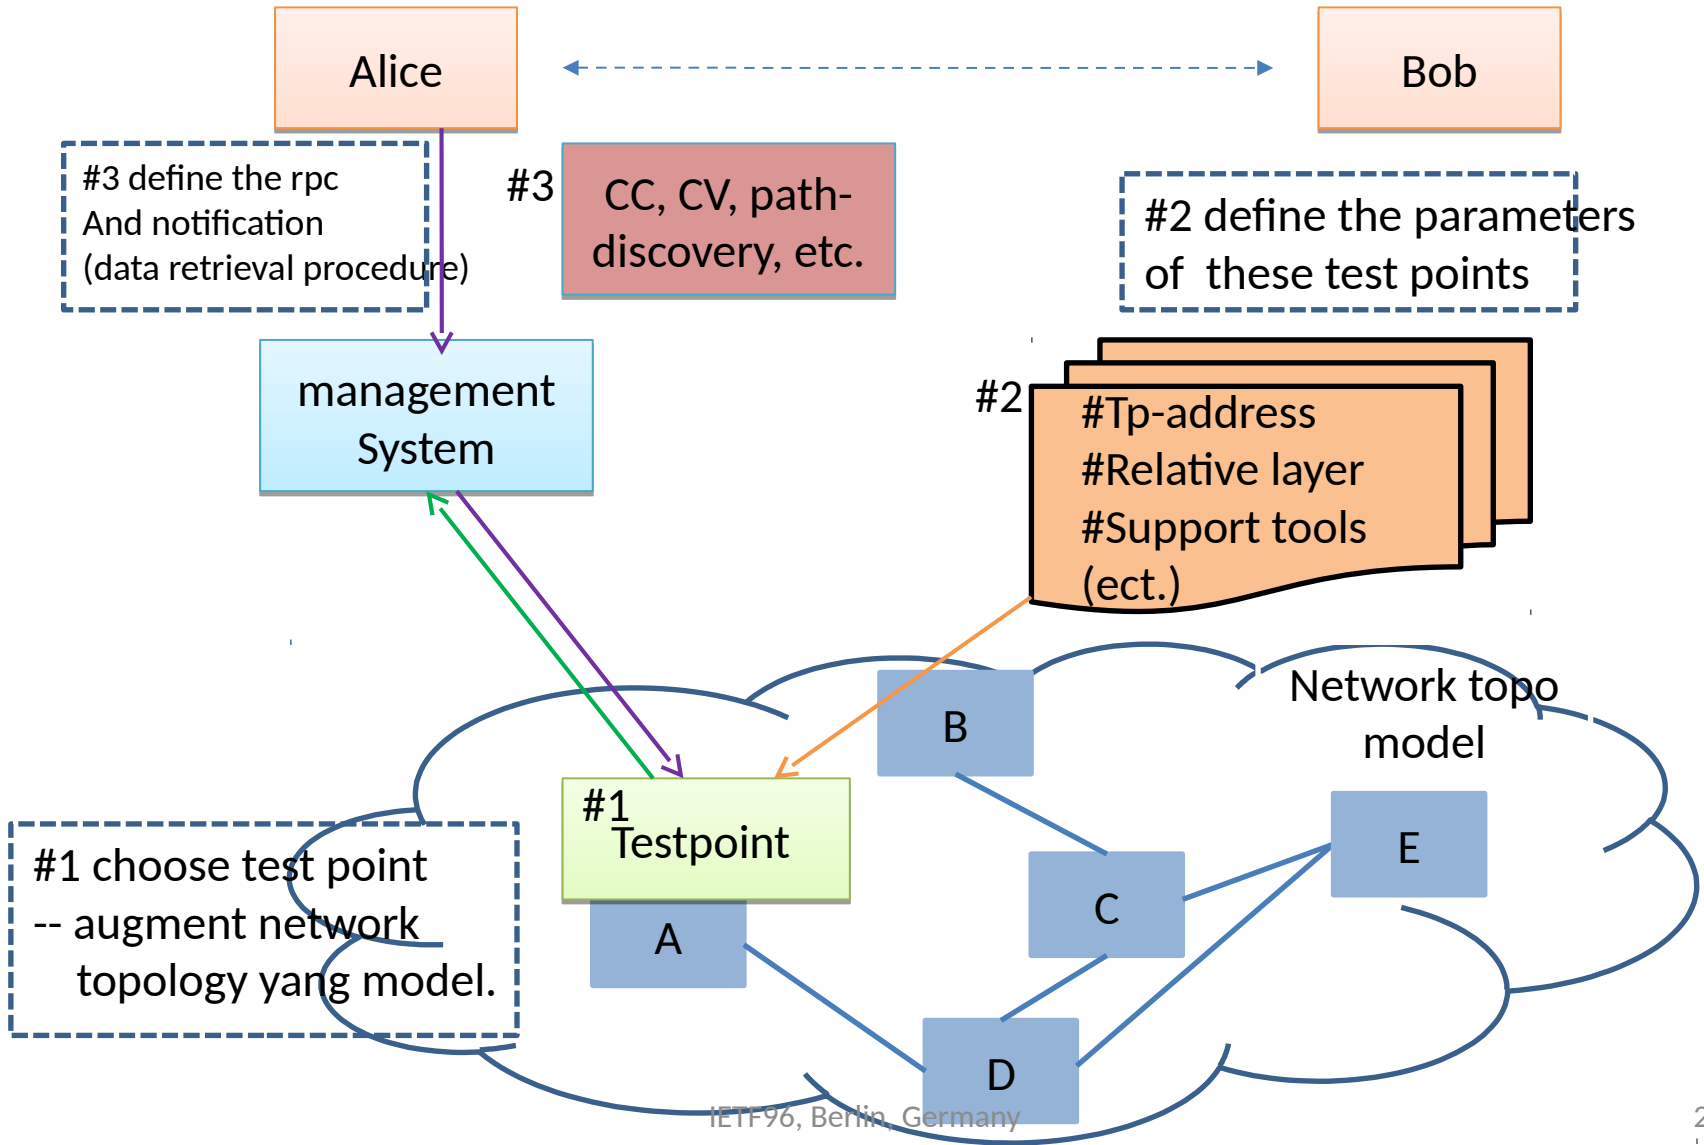 Alice
Bob
#3 define the rpc
And notification
(data retrieval procedure)
#3
CC, CV, path-
discovery, etc.
#2 define the parameters
of  these test points
management
System
#2
#Tp-address
#Relative layer
#Support tools
(ect.)
Network topo
model
B
#1
Testpoint
E
#1 choose test point
-- augment network
topology yang model.
C
A
D
IETF96, Berlin, Germany
2